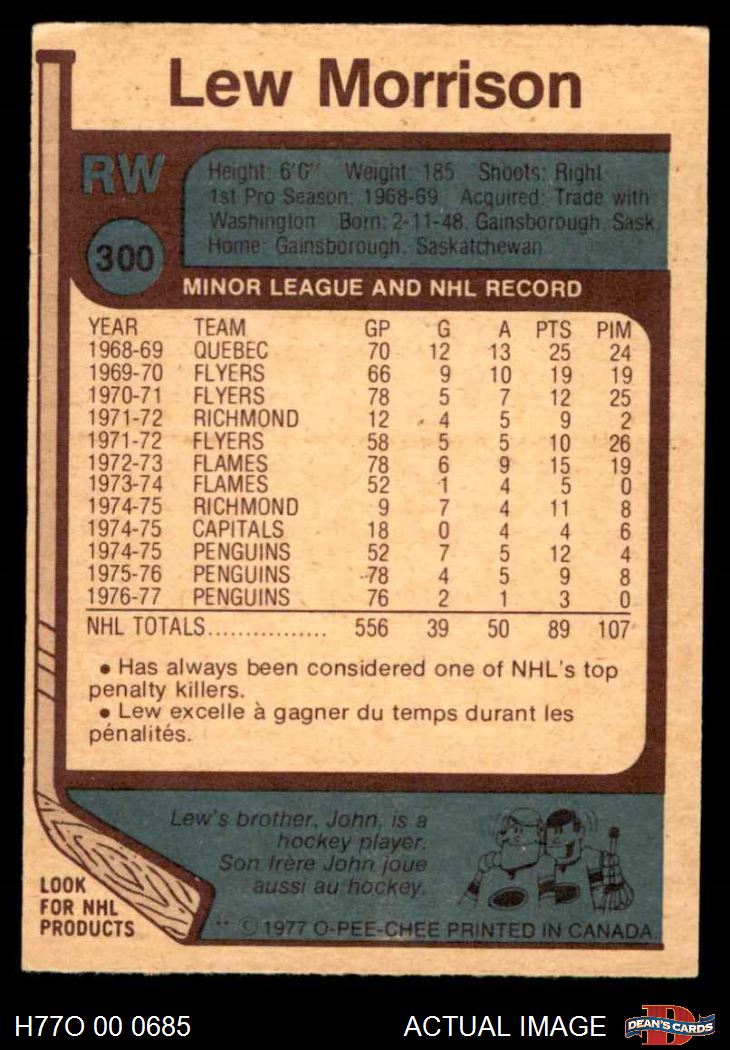 Lew Morrison
RW
Height: 6'0" Weight: 185 Shoots: Right
1st Pro Season: 1968-69 Acquired: Trade with
Washington Born: 2-11-48, Gainsborough, Sask.
Home: Gainsborough, Saskatchewan
300
MINOR LEAGUE AND NHL RECORD
YEAR TEAM GP G A PTS PIM
1968-69 QUEBEC 70 12 13 25 24
1969-70 FLYERS 66 9 10 19 19
1970-71 FLYERS 78 5 7 12 25
1971-72 RICHMOND 12 4 5 9 2
1971-72 FLYERS 58 5 5 10 26
1972-73 FLAMES 78 6 9 15 19
1973-74 FLAMES 52 1 4 5 0
1974-75 RICHMOND 9 7 4 11 8
1974-75 CAPITALS 18 0 4 4 6
1974-75 PENGUINS 52 7 5 12 4
1975-76 PENGUINS 78 4 5 9 8
1976-77 PENGUINS 76 2 1 3 0
NHL TOTALS................ 556 39 50 89 107
• Has always been considered one of NHL's top
penalty killers.
• Lew excelle à gagner du temps durant les
pénalités.
Lew's brother, John, is a
hockey player.
Son frère John joue
aussi au hockey.
LOOK
FOR NHL
PRODUCTS
** © 1977 O-PEE-CHEE PRINTED IN CANADA
H77O 00 0685
ACTUAL IMAGE
D
DEAN'S CARDS